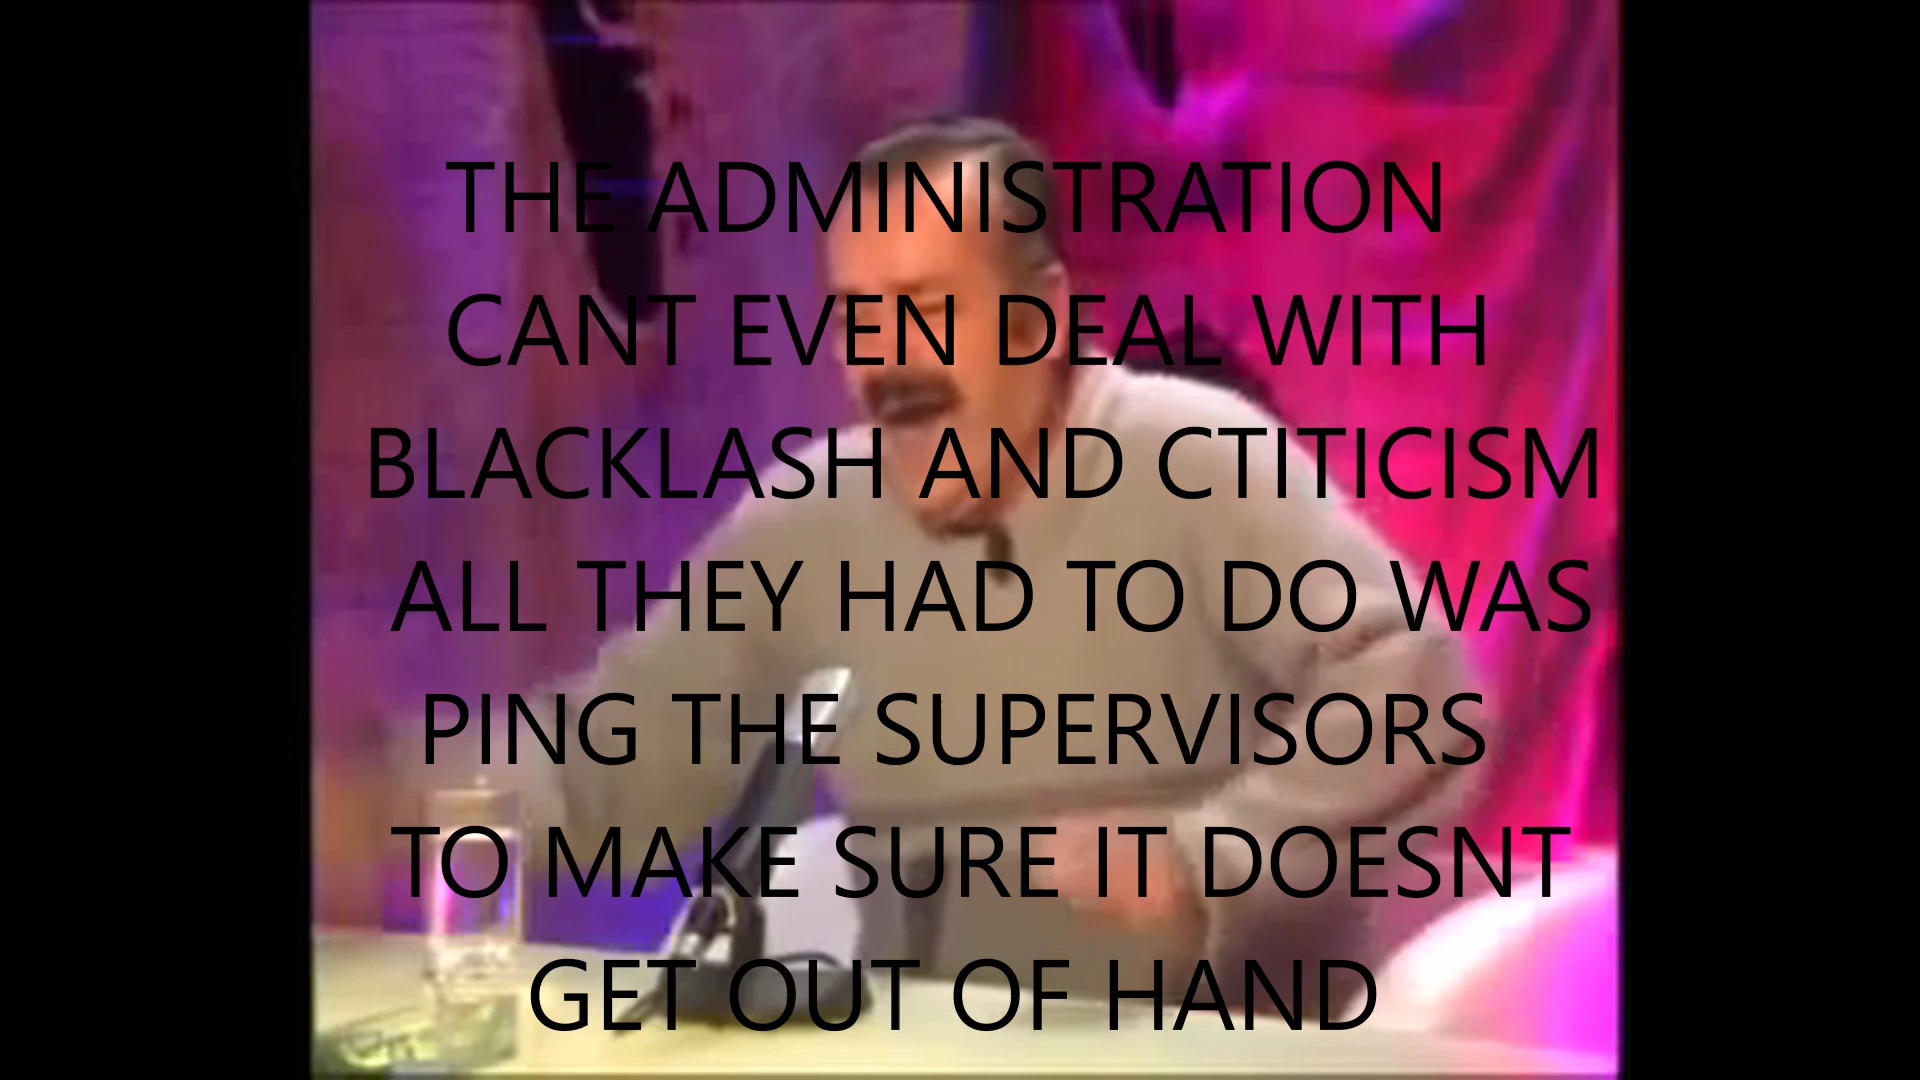 THE ADMINISTRATION
CANT EVEN DEAL WITH
BLACKLASH AND CTITICISM
ALL THEY HAD TO DO WAS
PING THE SUPERVISORS
TO MAKE SURE IT DOESNT
GET OUT OF HAND